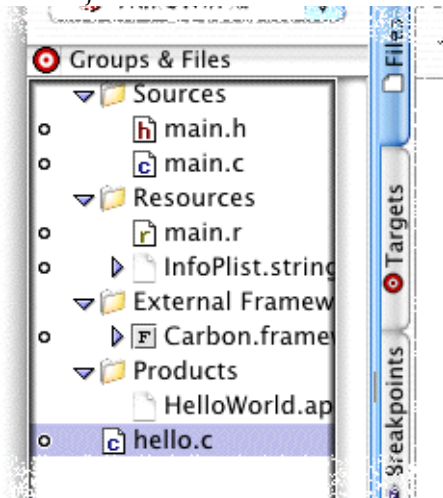 Groups & Files
Sources
main.h
main.c
Resources
main.r
InfoPlist.string
External Framew
Carbon.framew
Products
HelloWorld.ap
hello.c
Files
Targets
Breakpoints